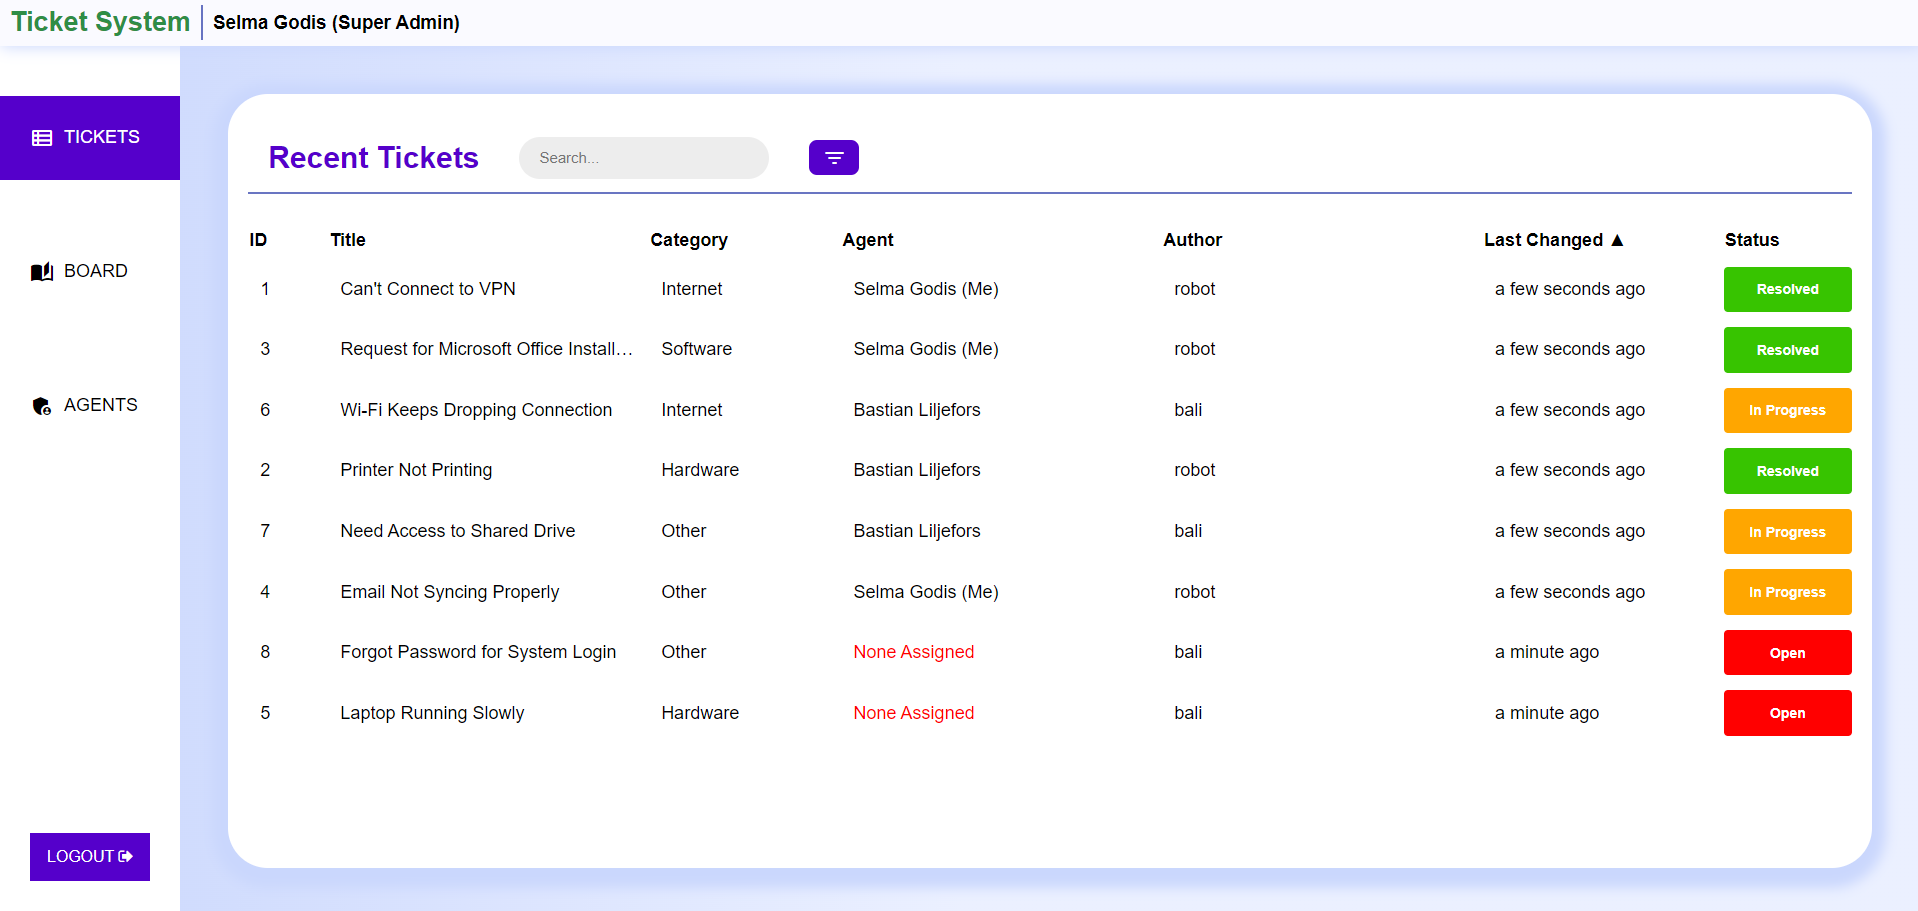 Ticket System Selma Godis (Super Admin)
TICKETS
BOARD
AGENTS
LOGOUT
Recent Tickets Search...
ID Title Category Agent Author Last Changed ▲ Status
1 Can't Connect to VPN Internet Selma Godis (Me) robot a few seconds ago Resolved
3 Request for Microsoft Office Install... Software Selma Godis (Me) robot a few seconds ago Resolved
6 Wi-Fi Keeps Dropping Connection Internet Bastian Liljefors bali a few seconds ago In Progress
2 Printer Not Printing Hardware Bastian Liljefors robot a few seconds ago Resolved
7 Need Access to Shared Drive Other Bastian Liljefors bali a few seconds ago In Progress
4 Email Not Syncing Properly Other Selma Godis (Me) robot a few seconds ago In Progress
8 Forgot Password for System Login Other None Assigned bali a minute ago Open
5 Laptop Running Slowly Hardware None Assigned bali a minute ago Open